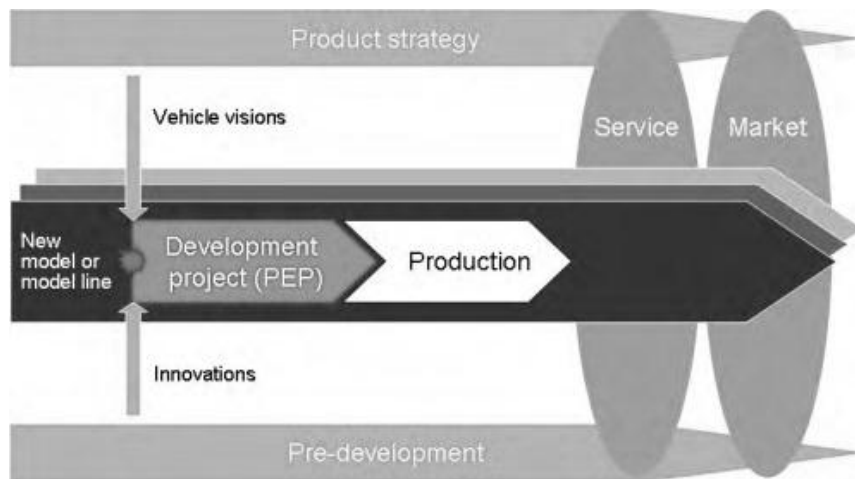 Product strategy
Vehicle visions
Service
Market
New
model or
model line
Development
project (PEP)
Production
Innovations
Pre-development